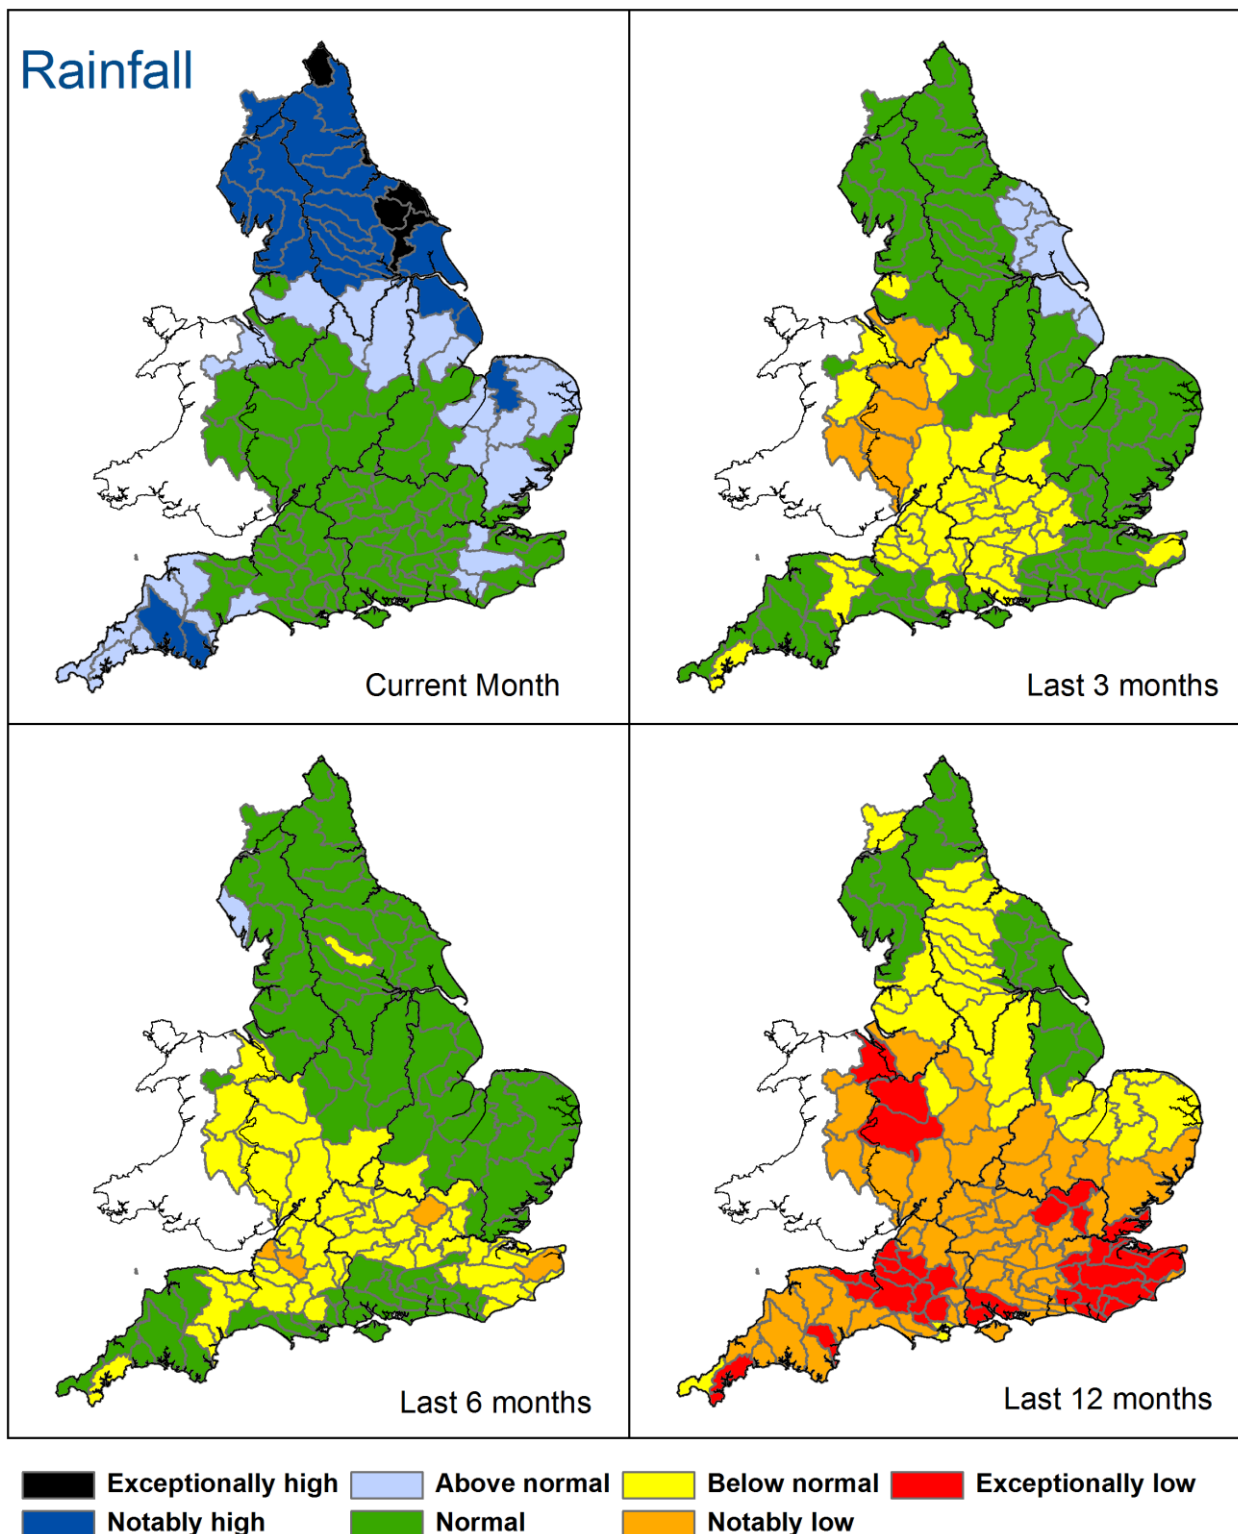 Rainfall
Current Month
Last 3 months
Last 6 months
Last 12 months
Exceptionally high
Above normal
Below normal
Exceptionally low
Notably high
Normal
Notably low